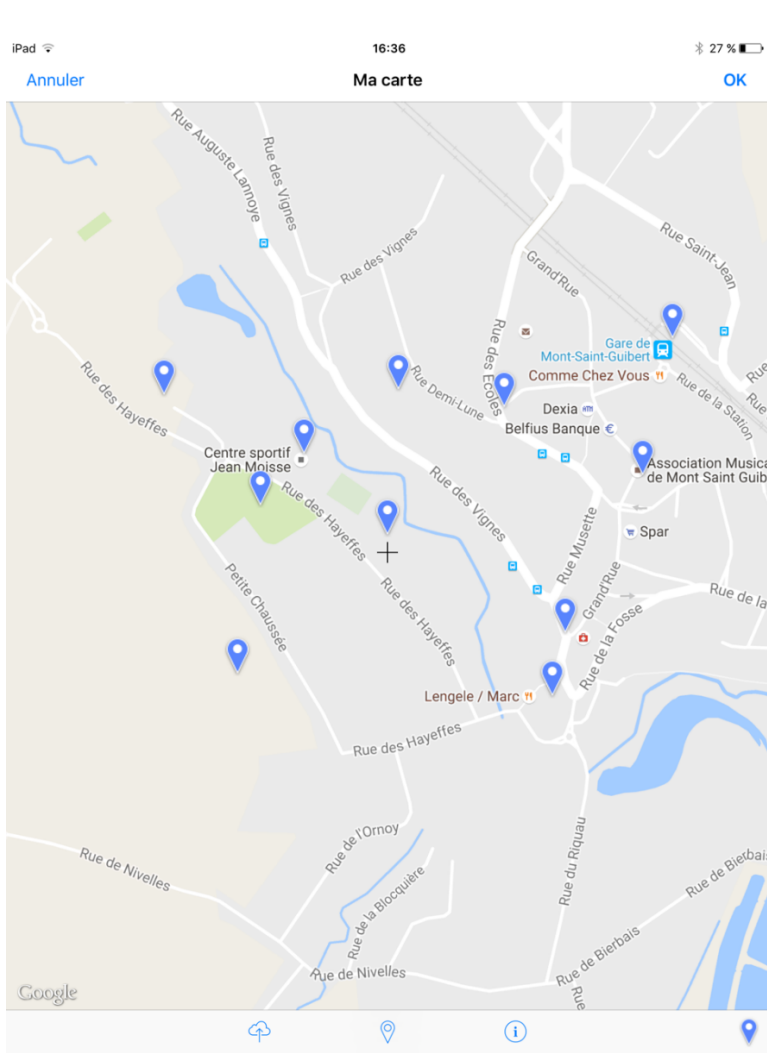 iPad
16:36
27 %
Annuler
Ma carte
OK
Rue Auguste Lannoye
Rue des Vignes
Rue des Vignes
Grand'Rue
Rue Saint-Jean
Rue des Ecoles
Gare de
Mont-Saint-Guibert
Comme Chez Vous
Rue de la Station
Rue
Rue
Rue des Hayeffes
Rue Demi-Lune
Dexia
Belfius Banque
Centre sportif
Jean Moisse
Association Musica
de Mont Saint Guib
Rue des Hayeffes
Rue des Vignes
Rue Musette
Spar
Petite Chaussée
Rue des Hayeffes
Grand'Rue
Rue de la
Rue de la Fosse
Lengele / Marc
Rue des Hayeffes
Rue de Nivelles
Rue de l'Ornoy
Rue du Riquau
Rue de Bierbai
Rue de la Blocquière
Rue de Bierbais
Rue de Nivelles
Rue
Google